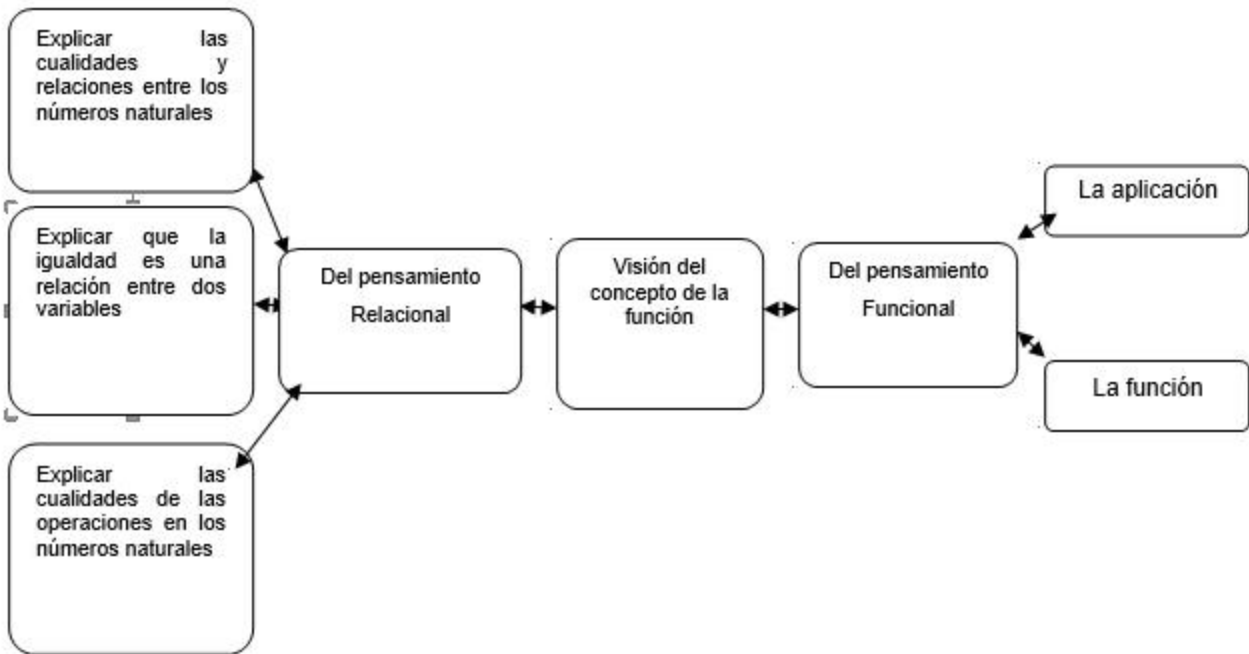 Explicar las
cualidades y
relaciones entre los
números naturales
Explicar que la
igualdad es una
relación entre dos
variables
Explicar las
cualidades de las
operaciones en los
números naturales
Del pensamiento
Relacional
Visión del
concepto de la
función
Del pensamiento
Funcional
La aplicación
La función